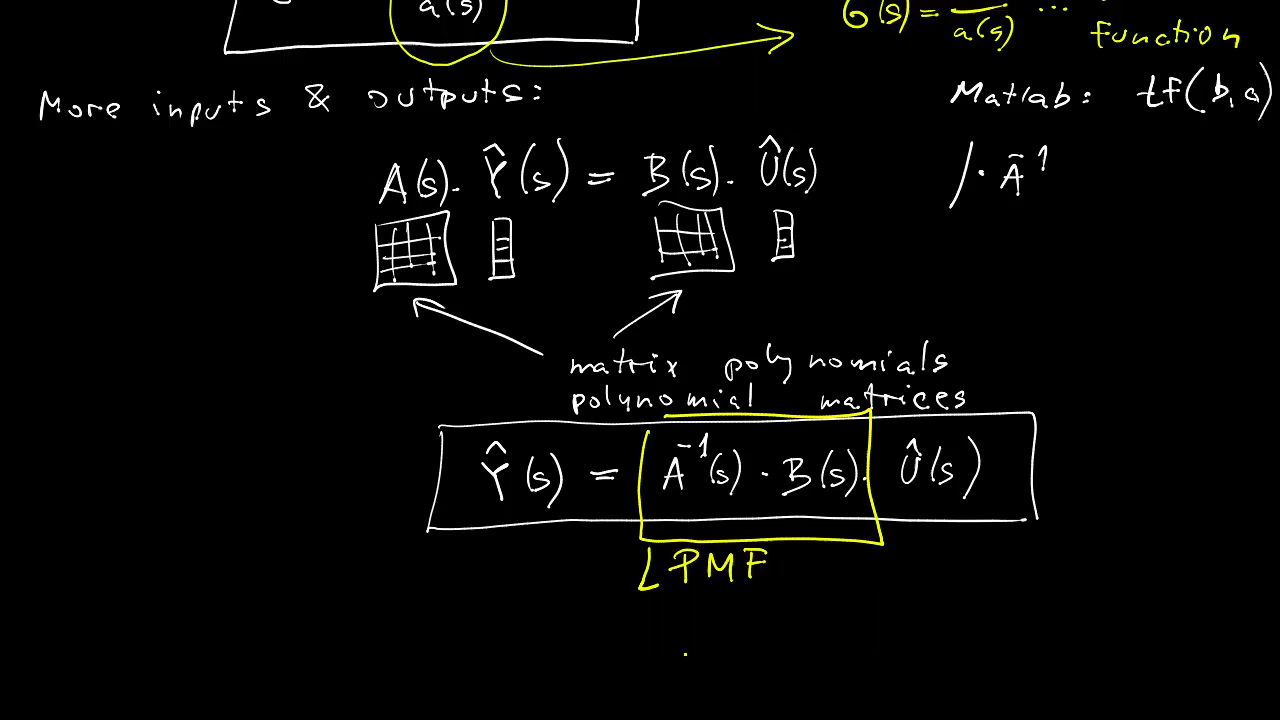 a(s)
G(s) = a(s) ...
function
More inputs & outputs:
Matlab: tf(b,a)
A(s). Ŷ(s) = B(s). Û(s)
/· A⁻¹
matrix polynomials
polynomial matrices
Ŷ(s) = A⁻¹(s) · B(s). Û(s)
LPMF